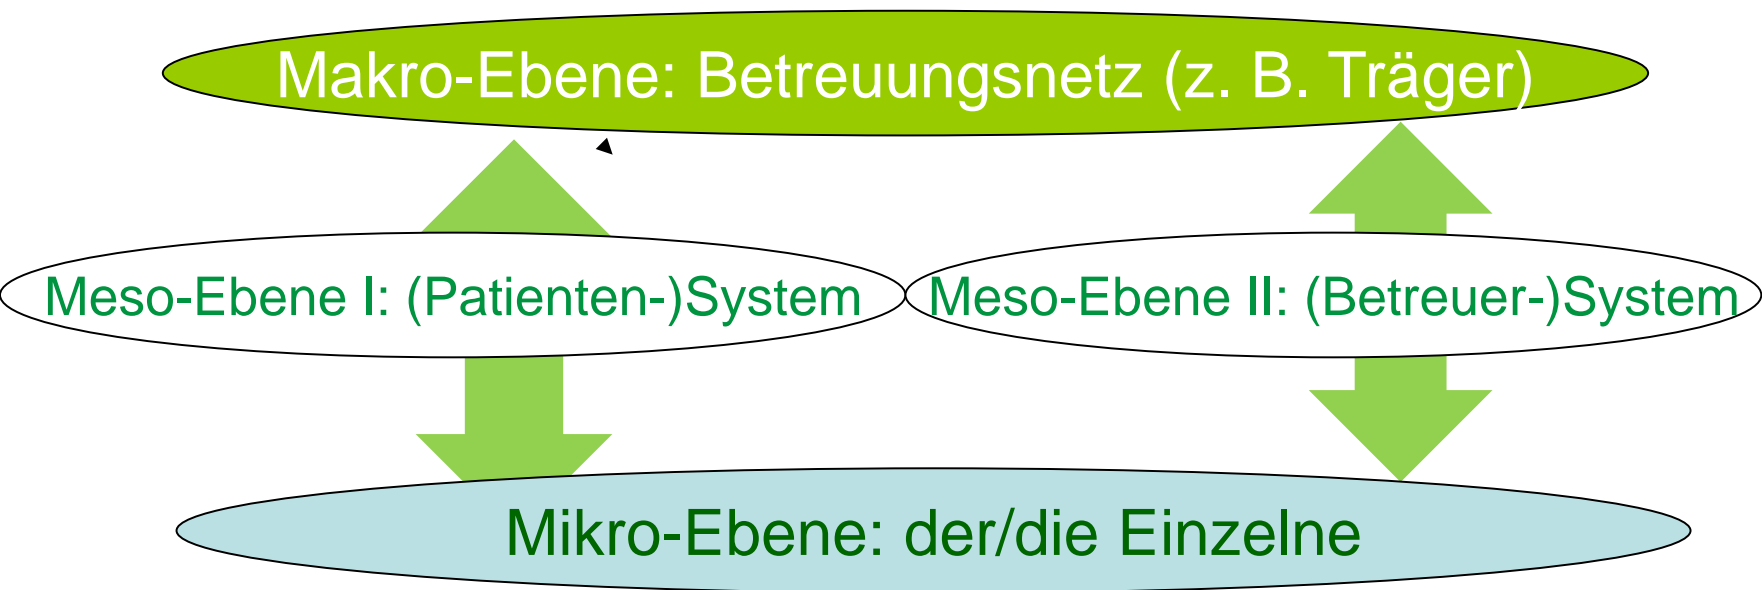 Makro-Ebene: Betreuungsnetz (z. B. Träger)
Meso-Ebene I: (Patienten-)System
Meso-Ebene II: (Betreuer-)System
Mikro-Ebene: der/die Einzelne